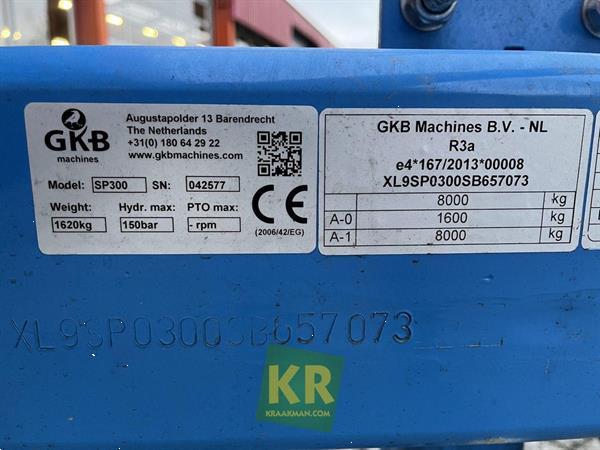 GKB
machines
Augustapolder 13 Barendrecht
The Netherlands
+31(0) 180 64 29 22
www.gkbmachines.com
Model: SP300 SN: 042577
Weight: Hydr. max: PTO max:
1620kg 150bar - rpm
CE
(2006/42/EG)
GKB Machines B.V. - NL
R3a
e4*167/2013*00008
XL9SP0300SB657073
8000 kg
A-0 1600 kg
A-1 8000 kg
XL9SP0300SB657073
KR
KRAAKMAN.COM